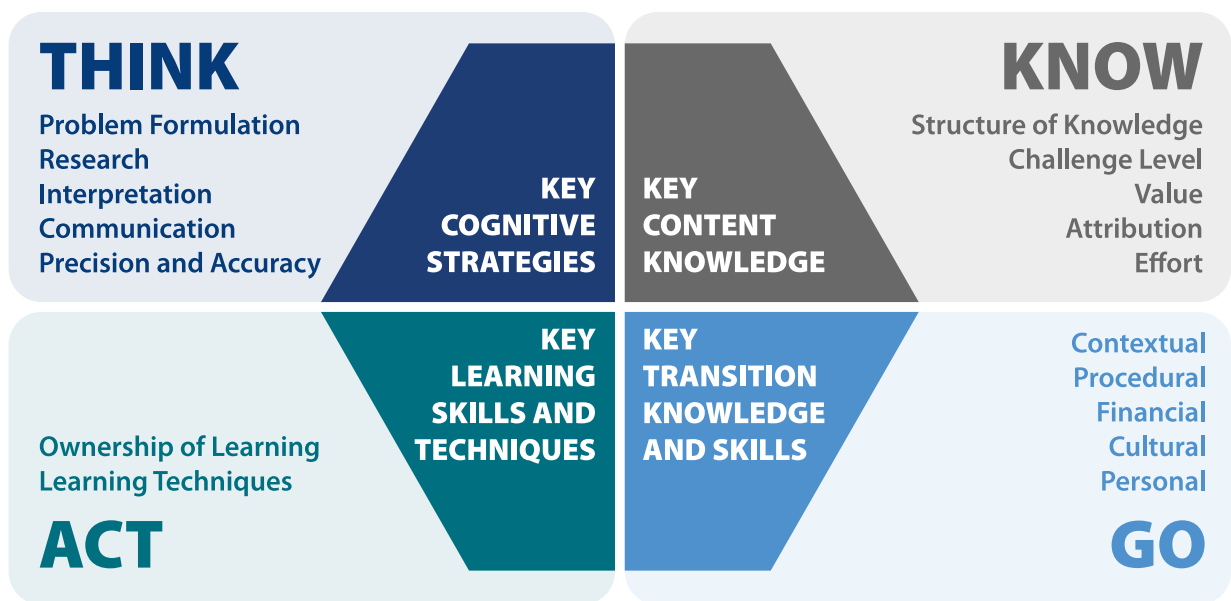 THINK
Problem Formulation
Research
Interpretation
Communication
Precision and Accuracy
KEY
COGNITIVE
STRATEGIES
KEY
CONTENT
KNOWLEDGE
KNOW
Structure of Knowledge
Challenge Level
Value
Attribution
Effort
Ownership of Learning
Learning Techniques
ACT
KEY
LEARNING
SKILLS AND
TECHNIQUES
KEY
TRANSITION
KNOWLEDGE
AND SKILLS
Contextual
Procedural
Financial
Cultural
Personal
GO